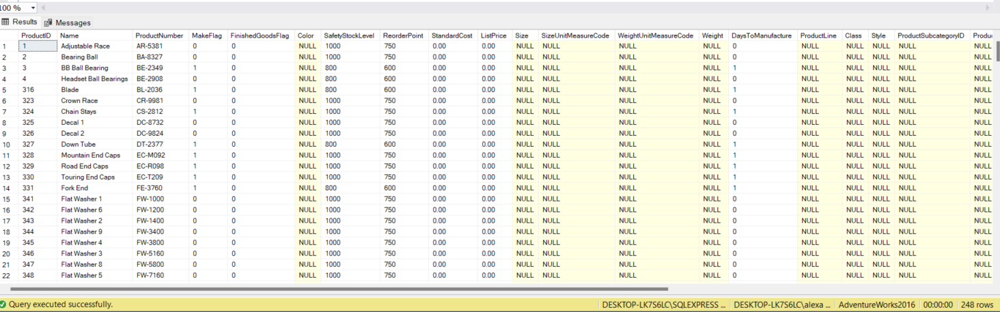 100 %
Results Messages
ProductID Name ProductNumber MakeFlag FinishedGoodsFlag Color SafetyStockLevel ReorderPoint StandardCost ListPrice Size SizeUnitMeasureCode WeightUnitMeasureCode Weight DaysToManufacture ProductLine Class Style ProductSubcategoryID Produ
1 1 Adjustable Race AR-5381 0 0 NULL 1000 750 0.00 0.00 NULL NULL NULL NULL 0 NULL NULL NULL NULL NULL
2 2 Bearing Ball BA-8327 0 0 NULL 1000 750 0.00 0.00 NULL NULL NULL NULL 0 NULL NULL NULL NULL NULL
3 3 BB Ball Bearing BE-2349 1 0 NULL 800 600 0.00 0.00 NULL NULL NULL NULL 1 NULL NULL NULL NULL NULL
4 4 Headset Ball Bearings BE-2908 0 0 NULL 800 600 0.00 0.00 NULL NULL NULL NULL 0 NULL NULL NULL NULL NULL
5 316 Blade BL-2036 1 0 NULL 800 600 0.00 0.00 NULL NULL NULL NULL 1 NULL NULL NULL NULL NULL
6 323 Crown Race CR-9981 0 0 NULL 1000 750 0.00 0.00 NULL NULL NULL NULL 0 NULL NULL NULL NULL NULL
7 324 Chain Stays CS-2812 1 0 NULL 1000 750 0.00 0.00 NULL NULL NULL NULL 1 NULL NULL NULL NULL NULL
8 325 Decal 1 DC-8732 0 0 NULL 1000 750 0.00 0.00 NULL NULL NULL NULL 0 NULL NULL NULL NULL NULL
9 326 Decal 2 DC-9824 0 0 NULL 1000 750 0.00 0.00 NULL NULL NULL NULL 0 NULL NULL NULL NULL NULL
10 327 Down Tube DT-2377 1 0 NULL 800 600 0.00 0.00 NULL NULL NULL NULL 1 NULL NULL NULL NULL NULL
11 328 Mountain End Caps EC-M092 1 0 NULL 1000 750 0.00 0.00 NULL NULL NULL NULL 1 NULL NULL NULL NULL NULL
12 329 Road End Caps EC-R098 1 0 NULL 1000 750 0.00 0.00 NULL NULL NULL NULL 1 NULL NULL NULL NULL NULL
13 330 Touring End Caps EC-T209 1 0 NULL 1000 750 0.00 0.00 NULL NULL NULL NULL 1 NULL NULL NULL NULL NULL
14 331 Fork End FE-3760 1 0 NULL 800 600 0.00 0.00 NULL NULL NULL NULL 1 NULL NULL NULL NULL NULL
15 341 Flat Washer 1 FW-1000 0 0 NULL 1000 750 0.00 0.00 NULL NULL NULL NULL 0 NULL NULL NULL NULL NULL
16 342 Flat Washer 6 FW-1200 0 0 NULL 1000 750 0.00 0.00 NULL NULL NULL NULL 0 NULL NULL NULL NULL NULL
17 343 Flat Washer 2 FW-1400 0 0 NULL 1000 750 0.00 0.00 NULL NULL NULL NULL 0 NULL NULL NULL NULL NULL
18 344 Flat Washer 9 FW-3400 0 0 NULL 1000 750 0.00 0.00 NULL NULL NULL NULL 0 NULL NULL NULL NULL NULL
19 345 Flat Washer 4 FW-3800 0 0 NULL 1000 750 0.00 0.00 NULL NULL NULL NULL 0 NULL NULL NULL NULL NULL
20 346 Flat Washer 3 FW-5160 0 0 NULL 1000 750 0.00 0.00 NULL NULL NULL NULL 0 NULL NULL NULL NULL NULL
21 347 Flat Washer 8 FW-5800 0 0 NULL 1000 750 0.00 0.00 NULL NULL NULL NULL 0 NULL NULL NULL NULL NULL
22 348 Flat Washer 5 FW-7160 0 0 NULL 1000 750 0.00 0.00 NULL NULL NULL NULL 0 NULL NULL NULL NULL NULL
Query executed successfully. DESKTOP-LK7S6LC\SQLEXPRESS ... DESKTOP-LK7S6LC\alexa ... AdventureWorks2016 00:00:00 248 rows